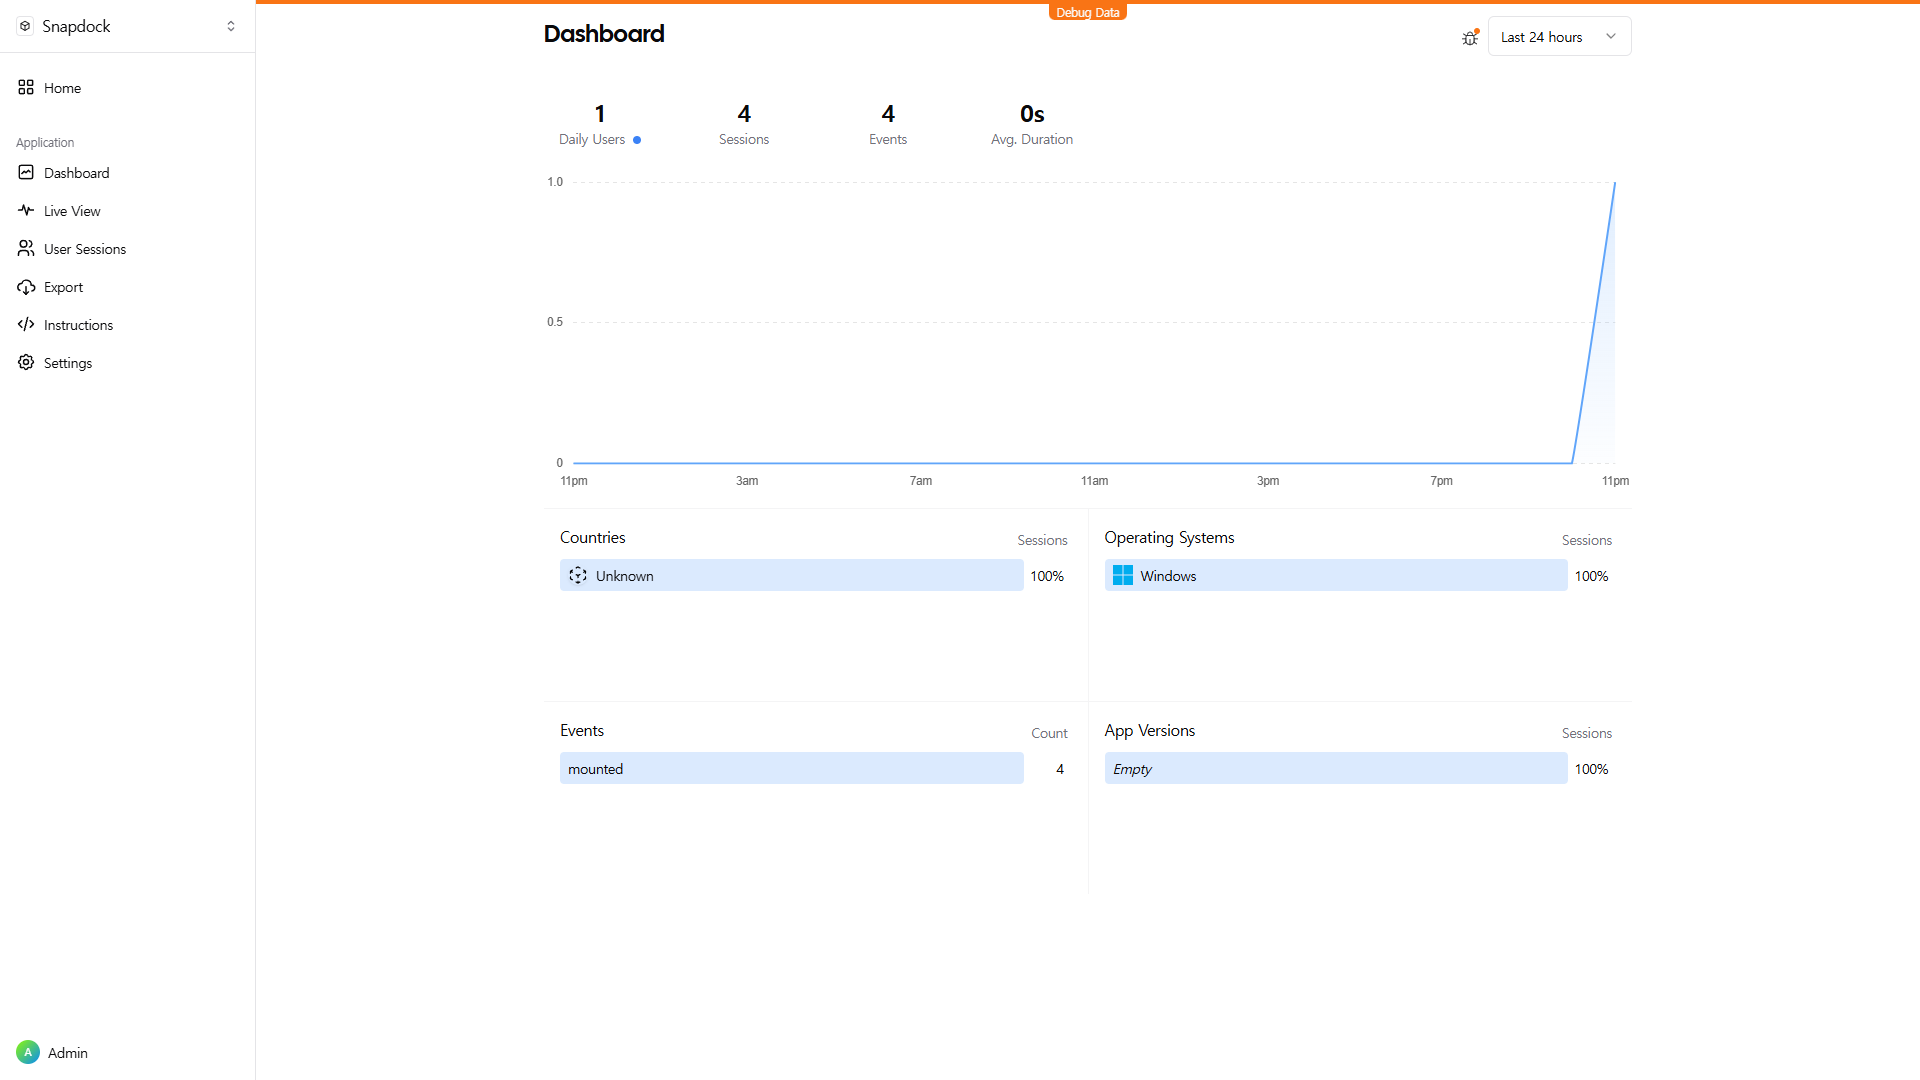 Snapdock
Home
Application
Dashboard
Live View
User Sessions
Export
Instructions
Settings
A Admin
Debug Data
Dashboard
Last 24 hours
1 4 4 0s
Daily Users Sessions Events Avg. Duration
1.0
0.5
0
11pm 3am 7am 11am 3pm 7pm 11pm
Countries Sessions
Unknown 100%
Operating Systems Sessions
Windows 100%
Events Count
mounted 4
App Versions Sessions
Empty 100%